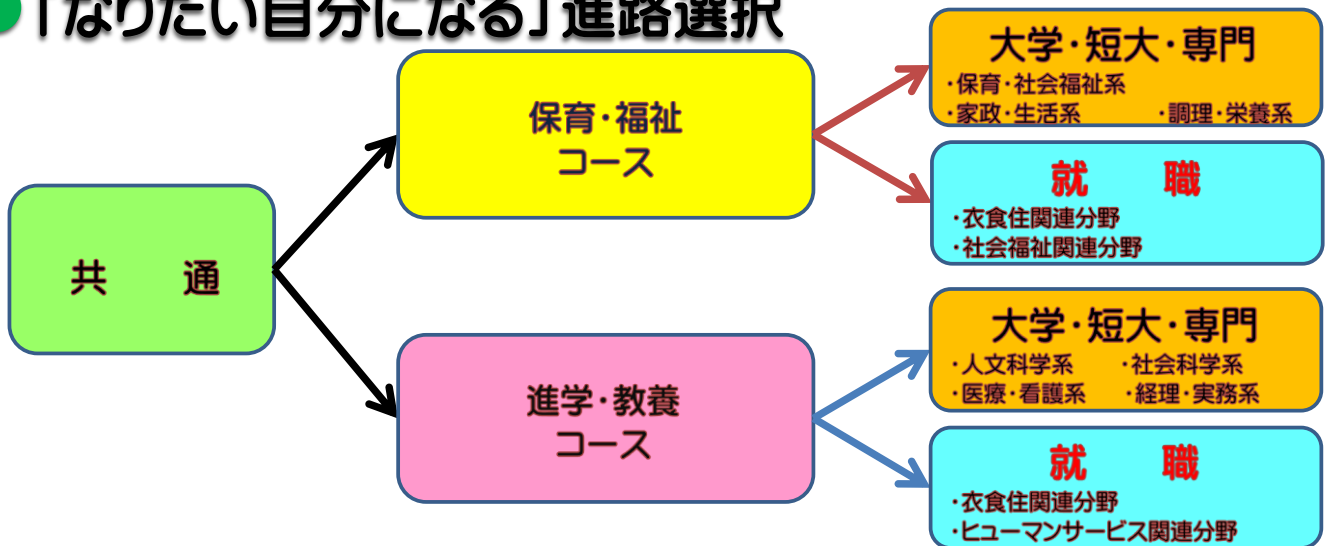 「なりたい自分になる」進路選択
共　通
保育・福祉
コース
大学・短大・専門
・保育・社会福祉系
・家政・生活系　・調理・栄養系
就　職
・衣食住関連分野
・社会福祉関連分野
進学・教養
コース
大学・短大・専門
・人文科学系　・社会科学系
・医療・看護系　・経理・実務系
就　職
・衣食住関連分野
・ヒューマンサービス関連分野